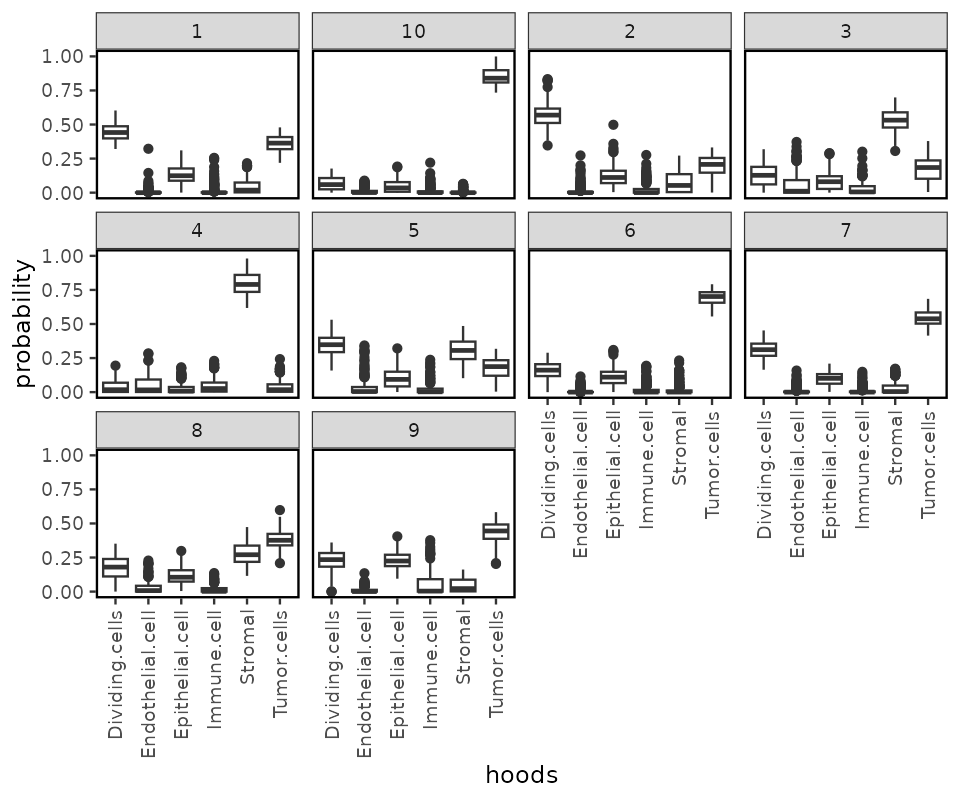 1 10 2 3
1.00
0.75
0.50
0.25
0.00
4 5 6 7
1.00
0.75
0.50
0.25
0.00
probability
8 9
1.00
0.75
0.50
0.25
0.00
Dividing.cells
Endothelial.cell
Epithelial.cell
Immune.cell
Stromal
Tumor.cells
Dividing.cells
Endothelial.cell
Epithelial.cell
Immune.cell
Stromal
Tumor.cells
Dividing.cells
Endothelial.cell
Epithelial.cell
Immune.cell
Stromal
Tumor.cells
Dividing.cells
Endothelial.cell
Epithelial.cell
Immune.cell
Stromal
Tumor.cells
hoods